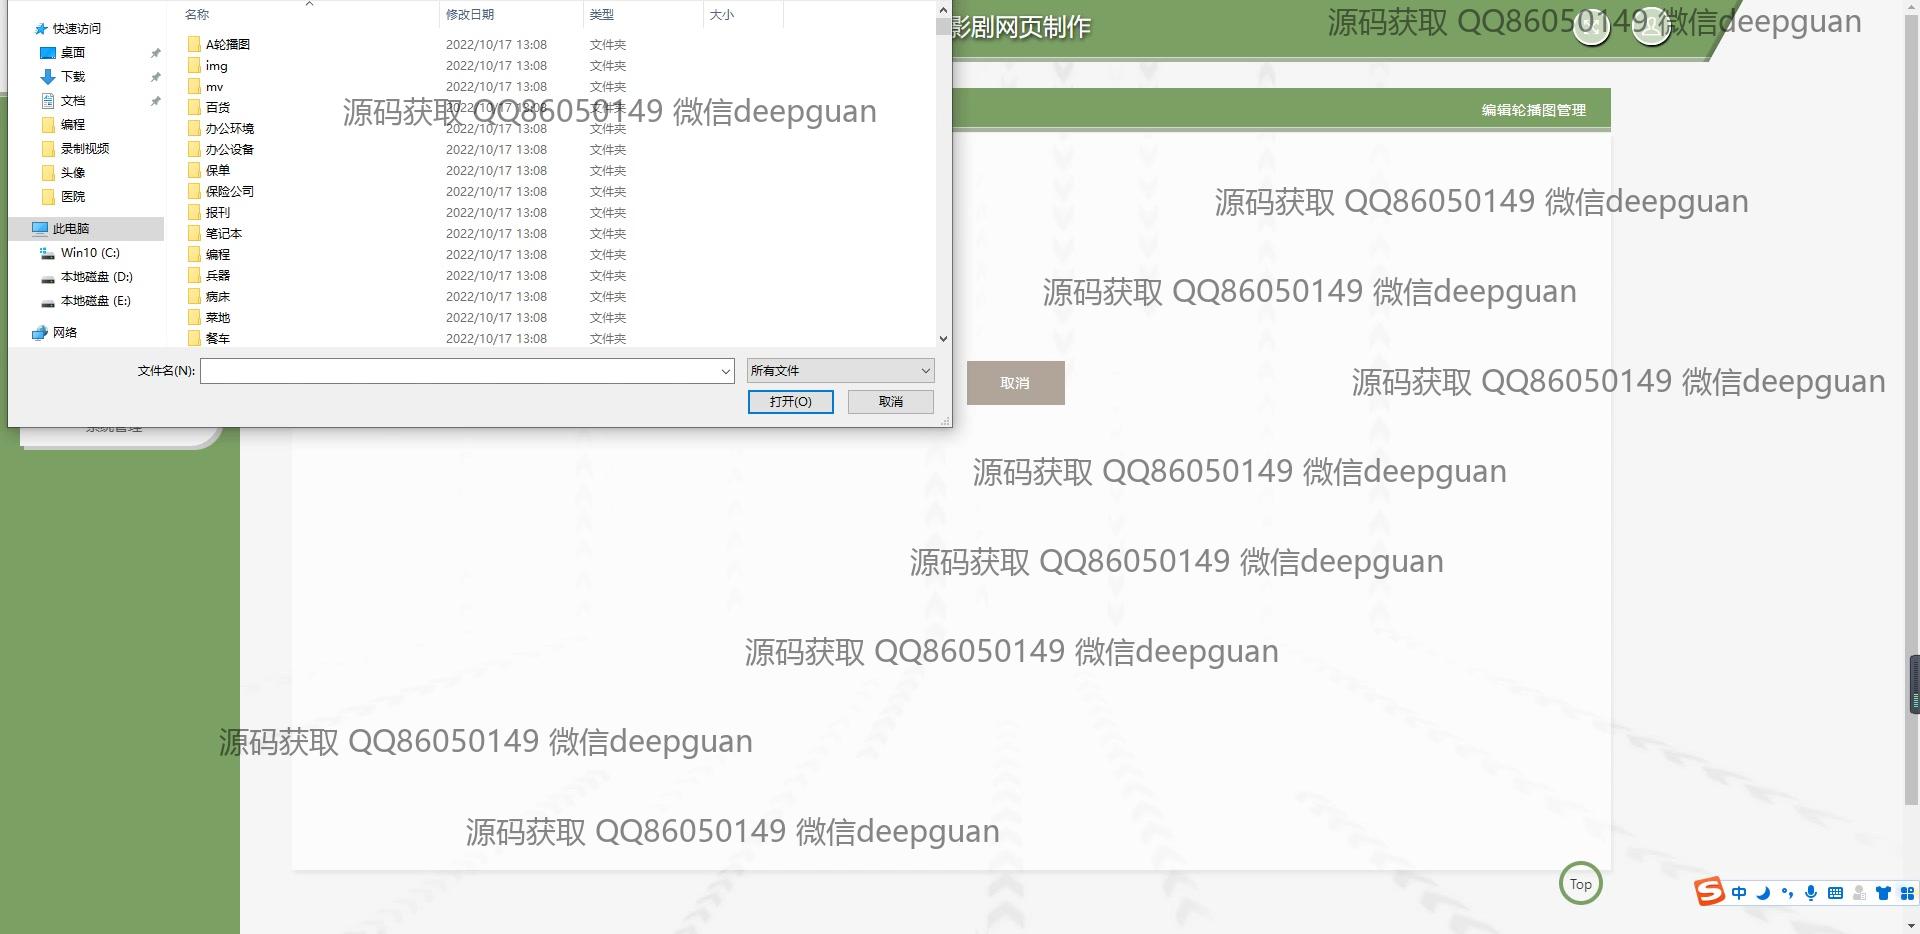 名称 修改日期 类型 大小
快速访问
桌面
下载
文档
编程
录制视频
头像
医院
此电脑
Win10 (C:)
本地磁盘 (D:)
本地磁盘 (E:)
网络
A轮播图 2022/10/17 13:08 文件夹
img 2022/10/17 13:08 文件夹
mv 2022/10/17 13:08 文件夹
百货 2022/10/17 13:08 文件夹
办公环境 2022/10/17 13:08 文件夹
办公设备 2022/10/17 13:08 文件夹
保单 2022/10/17 13:08 文件夹
保险公司 2022/10/17 13:08 文件夹
报刊 2022/10/17 13:08 文件夹
笔记本 2022/10/17 13:08 文件夹
编程 2022/10/17 13:08 文件夹
兵器 2022/10/17 13:08 文件夹
病床 2022/10/17 13:08 文件夹
菜地 2022/10/17 13:08 文件夹
餐车 2022/10/17 13:08 文件夹
文件名(N): 所有文件
打开(O) 取消
影剧网页制作
编辑轮播图管理
取消
系统管理
源码获取 QQ86050149 微信deepguan
源码获取 QQ86050149 微信deepguan
源码获取 QQ86050149 微信deepguan
源码获取 QQ86050149 微信deepguan
源码获取 QQ86050149 微信deepguan
源码获取 QQ86050149 微信deepguan
源码获取 QQ86050149 微信deepguan
源码获取 QQ86050149 微信deepguan
源码获取 QQ86050149 微信deepguan
源码获取 QQ86050149 微信deepguan
Top
S 中